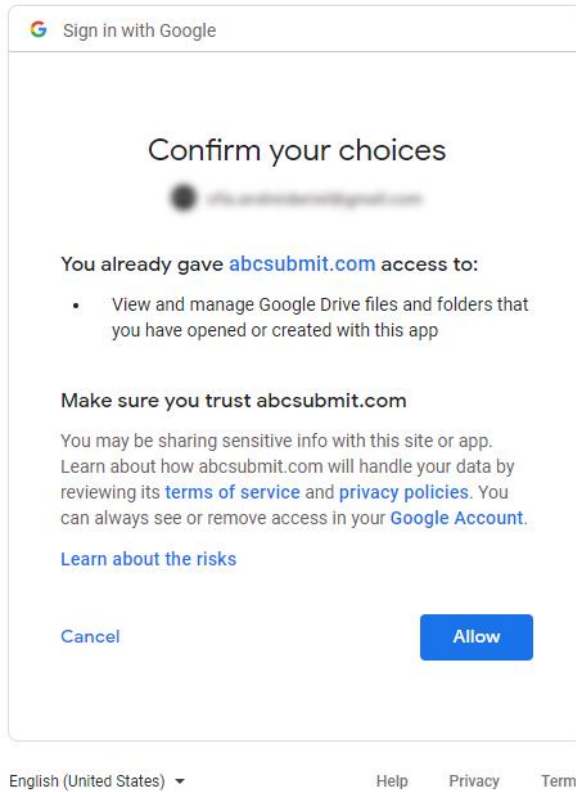 Sign in with Google
Confirm your choices
You already gave abcsubmit.com access to:
• View and manage Google Drive files and folders that
you have opened or created with this app
Make sure you trust abcsubmit.com
You may be sharing sensitive info with this site or app.
Learn about how abcsubmit.com will handle your data by
reviewing its terms of service and privacy policies. You
can always see or remove access in your Google Account.
Learn about the risks
Cancel Allow
English (United States) Help Privacy Term